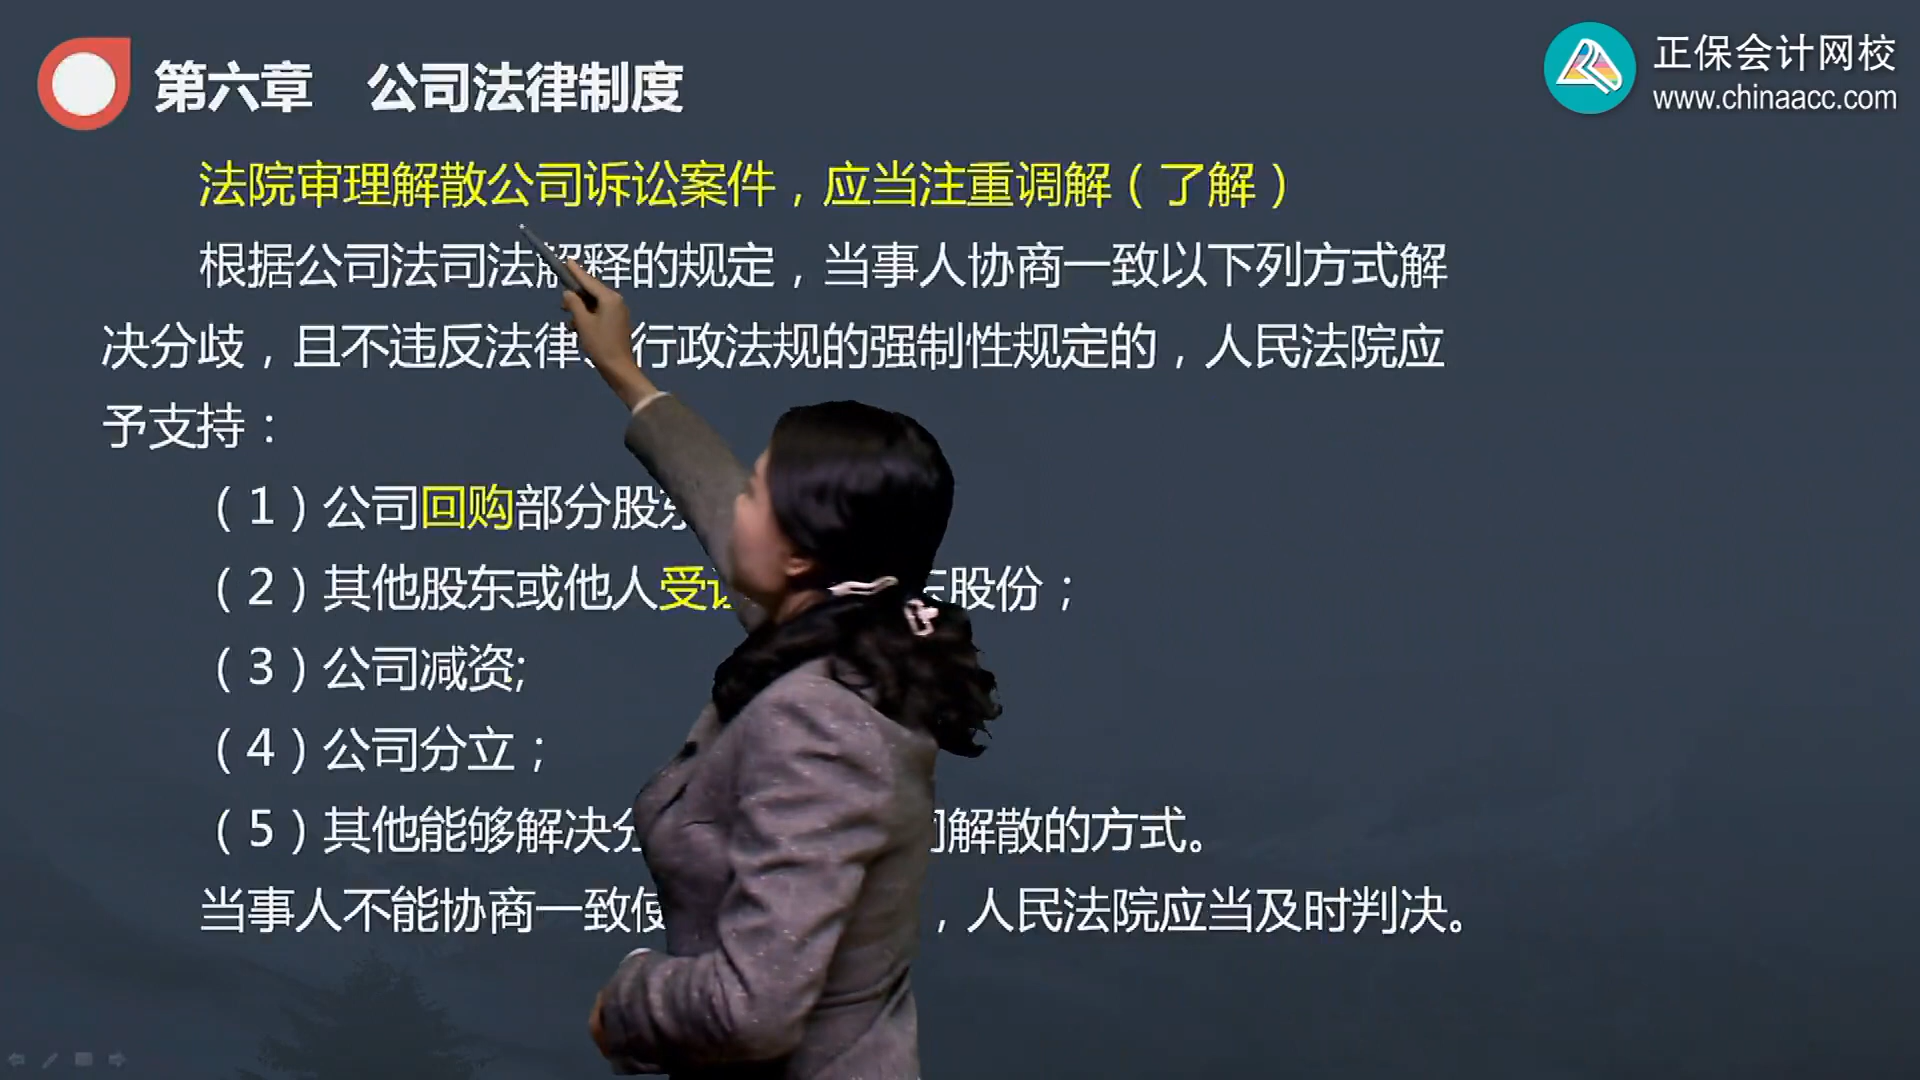 第六章 公司法律制度
正保会计网校
www.chinaacc.com
法院审理解散公司诉讼案件，应当注重调解（了解）
根据公司法司法解释的规定，当事人协商一致以下列方式解
决分歧，且不违反法律、行政法规的强制性规定的，人民法院应
予支持：
（1）公司回购部分股东
（2）其他股东或他人受让 股份；
（3）公司减资;
（4）公司分立；
（5）其他能够解决分 解散的方式。
当事人不能协商一致使 ，人民法院应当及时判决。